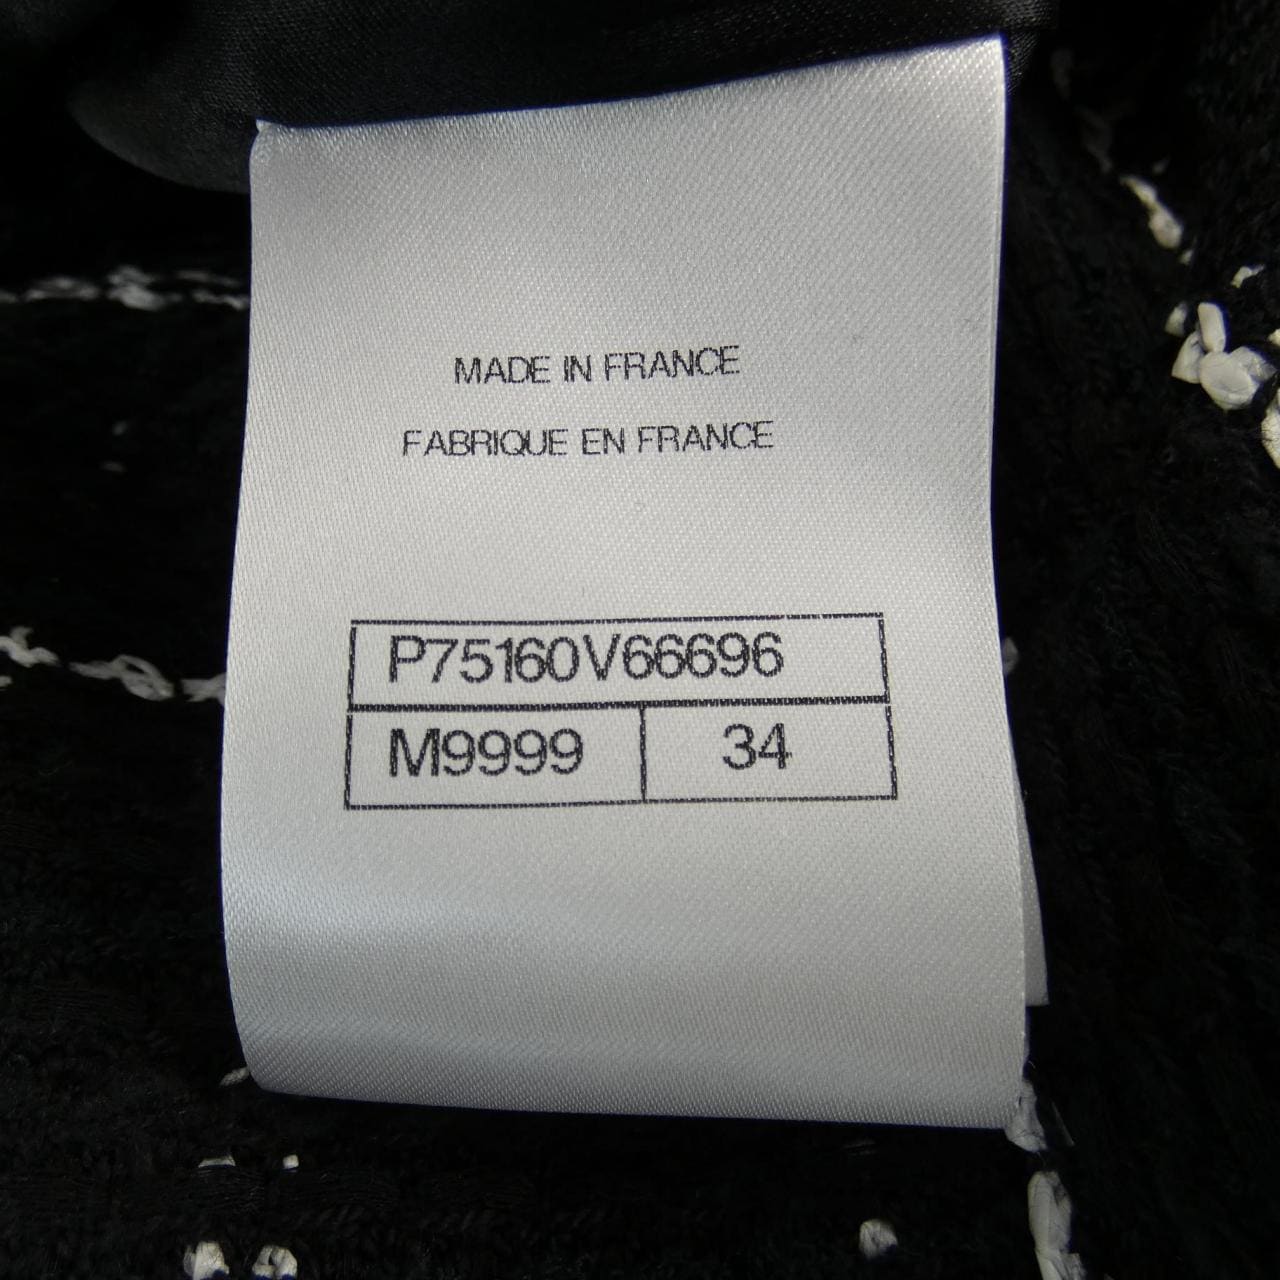 MADE IN FRANCE
FABRIQUE EN FRANCE
P75160V66696
M9999 34